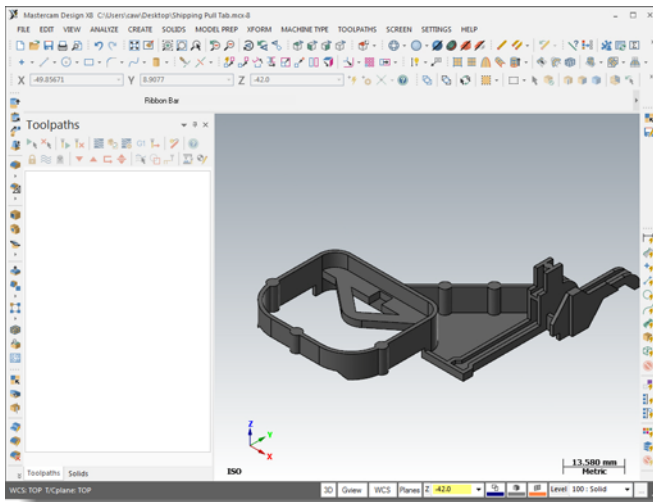 Mastercam Design X8 C:\Users\caw\Desktop\Shipping Pull Tab.mcx-8
FILE EDIT VIEW ANALYZE CREATE SOLIDS MODEL PREP XFORM MACHINE TYPE TOOLPATHS SCREEN SETTINGS HELP
X -49.85671 Y 8.9077 Z -42.0
Ribbon Bar
Toolpaths
G1
Z
Y
X
ISO
13.580 mm
Metric
Toolpaths Solids
WCS: TOP T/Cplane: TOP 3D Gview WCS Planes Z -42.0 Level 100 : Solid